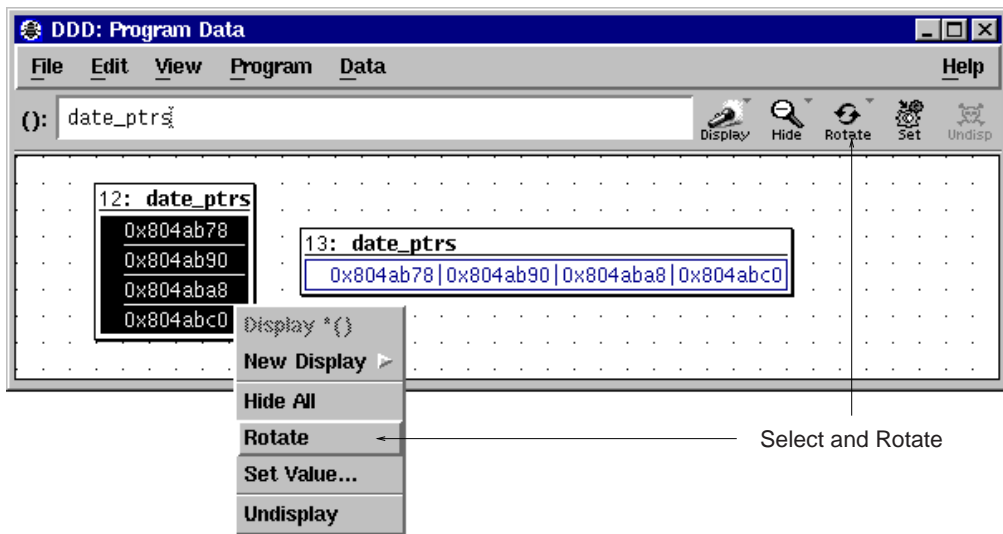 DDD: Program Data
File Edit View Program Data Help
(): date_ptrs
Display Hide Rotate Set Undisp
12: date_ptrs
0x804ab78
0x804ab90
0x804aba8
0x804abc0
13: date_ptrs
0x804ab78|0x804ab90|0x804aba8|0x804abc0
Display *()
New Display
Hide All
Rotate
Set Value...
Undisplay
Select and Rotate